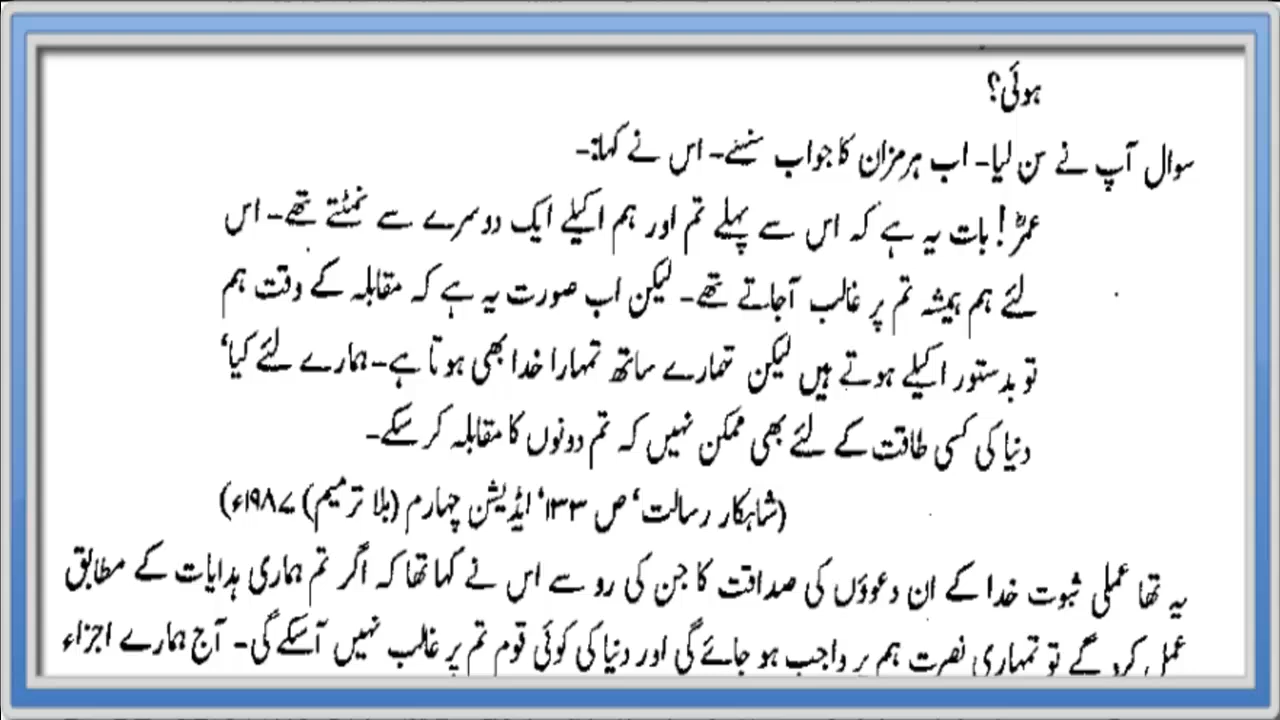 ہوئی؟
سوال آپ نے سن لیا۔ اب ہرمزان کا جواب سنئے۔ اس نے کہا:۔
عمرؓ! بات یہ ہے کہ اس سے پہلے تم اور ہم اکیلے ایک دوسرے سے نمٹتے تھے۔ اس
لئے ہم ہمیشہ تم پر غالب آجاتے تھے۔ لیکن اب صورت یہ ہے کہ مقابلہ کے وقت ہم
تو بدستور اکیلے ہوتے ہیں لیکن تمہارے ساتھ تمہارا خدا بھی ہوتا ہے۔ ہمارے لئے کیا‘
دنیا کی کسی طاقت کے لئے بھی ممکن نہیں کہ تم دونوں کا مقابلہ کر سکے۔
(شاہکار رسالت‘ ص ۱۳۳‘ ایڈیشن چہارم (بلا ترمیم) ۱۹۸۷ء)
یہ تھا عملی ثبوت خدا کے ان دعوؤں کی صداقت کا جن کی رو سے اس نے کہا تھا کہ اگر تم ہماری ہدایات کے مطابق
عمل کرو گے تو تمہاری نصرت ہم پر واجب ہو جائے گی اور دنیا کی کوئی قوم تم پر غالب نہیں آسکے گی۔ آج ہمارے اجزاء